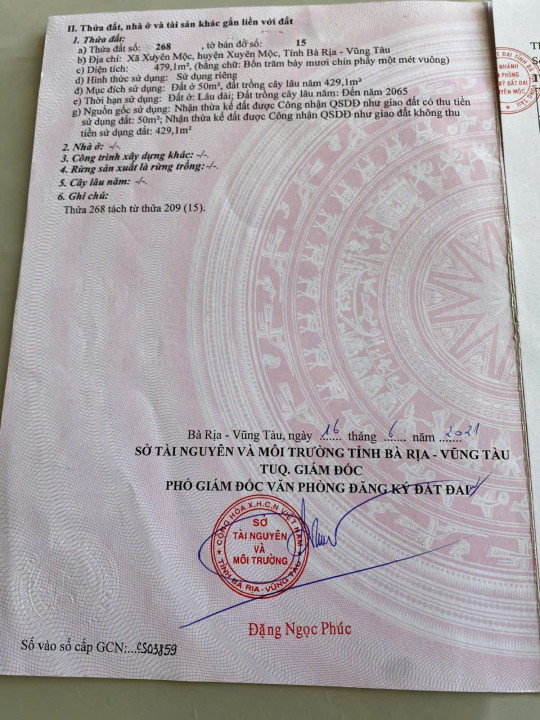 II. Thửa đất, nhà ở và tài sản khác gắn liền với đất
1. Thửa đất:
a) Thửa đất số: 268 , tờ bản đồ số: 15
b) Địa chỉ: Xã Xuyên Mộc, huyện Xuyên Mộc, Tỉnh Bà Rịa - Vũng Tàu
c) Diện tích: 479,1m², (bằng chữ: Bốn trăm bảy mươi chín phẩy một mét vuông)
d) Hình thức sử dụng: Sử dụng riêng
đ) Mục đích sử dụng: Đất ở 50m², đất trồng cây lâu năm 429,1m²
e) Thời hạn sử dụng: Đất ở: Lâu dài; Đất trồng cây lâu năm: Đến năm 2065
g) Nguồn gốc sử dụng: Nhận thừa kế đất được Công nhận QSDĐ như giao đất có thu tiền
sử dụng đất: 50m²; Nhận thừa kế đất được Công nhận QSDĐ như giao đất không thu
tiền sử dụng đất: 429,1m²
2. Nhà ở: -/-.
3. Công trình xây dựng khác: -/-.
4. Rừng sản xuất là rừng trồng: -/-.
5. Cây lâu năm: -/-.
6. Ghi chú:
Thửa 268 tách từ thửa 209 (15).
Bà Rịa - Vũng Tàu, ngày 16 tháng 6 năm 2021
SỞ TÀI NGUYÊN VÀ MÔI TRƯỜNG TỈNH BÀ RỊA - VŨNG TÀU
TUQ. GIÁM ĐỐC
PHÓ GIÁM ĐỐC VĂN PHÒNG ĐĂNG KÝ ĐẤT ĐAI
CỘNG HÒA X.H.C.N VIỆT NAM
SỞ
TÀI NGUYÊN
VÀ
MÔI TRƯỜNG
TỈNH BÀ RỊA - VŨNG TÀU
Đặng Ngọc Phúc
Số vào sổ cấp GCN:...CS03859